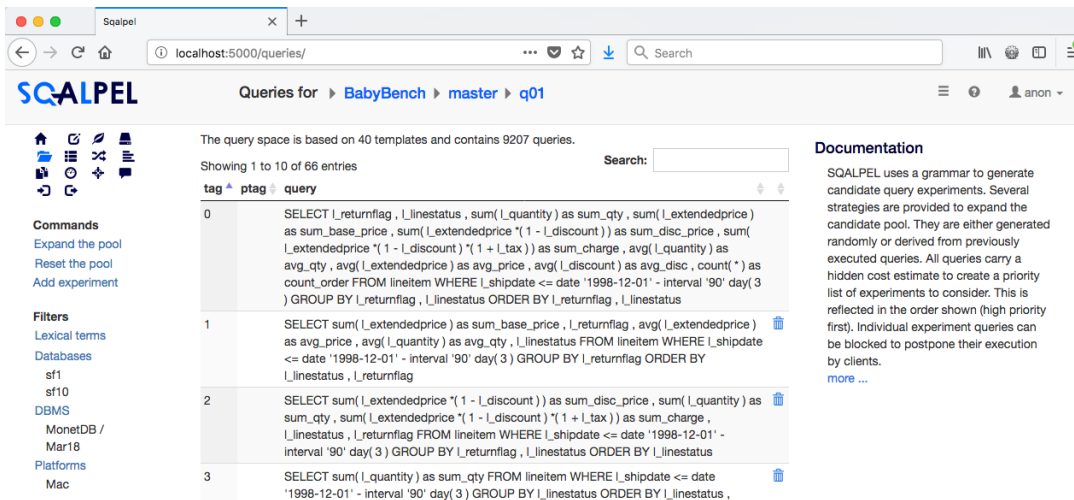 Sqalpel
localhost:5000/queries/
Search
SQALPEL
Queries for BabyBench master q01
anon
The query space is based on 40 templates and contains 9207 queries.
Showing 1 to 10 of 66 entries
Search:
tag ptag query
0 SELECT l_returnflag , l_linestatus , sum( l_quantity ) as sum_qty , sum( l_extendedprice )
as sum_base_price , sum( l_extendedprice *( 1 - l_discount ) ) as sum_disc_price , sum(
l_extendedprice *( 1 - l_discount ) *( 1 + l_tax ) ) as sum_charge , avg( l_quantity ) as
avg_qty , avg( l_extendedprice ) as avg_price , avg( l_discount ) as avg_disc , count( * ) as
count_order FROM lineitem WHERE l_shipdate <= date '1998-12-01' - interval '90' day( 3
) GROUP BY l_returnflag , l_linestatus ORDER BY l_returnflag , l_linestatus
1 SELECT sum( l_extendedprice ) as sum_base_price , l_returnflag , avg( l_extendedprice )
as avg_price , avg( l_quantity ) as avg_qty , l_linestatus FROM lineitem WHERE l_shipdate
<= date '1998-12-01' - interval '90' day( 3 ) GROUP BY l_returnflag ORDER BY
l_linestatus , l_returnflag
2 SELECT sum( l_extendedprice *( 1 - l_discount ) ) as sum_disc_price , sum( l_quantity ) as
sum_qty , sum( l_extendedprice *( 1 - l_discount ) *( 1 + l_tax ) ) as sum_charge ,
l_linestatus , l_returnflag FROM lineitem WHERE l_shipdate <= date '1998-12-01' -
interval '90' day( 3 ) GROUP BY l_returnflag , l_linestatus ORDER BY l_linestatus
3 SELECT sum( l_quantity ) as sum_qty FROM lineitem WHERE l_shipdate <= date
'1998-12-01' - interval '90' day( 3 ) GROUP BY l_linestatus ORDER BY l_linestatus ,
Commands
Expand the pool
Reset the pool
Add experiment
Filters
Lexical terms
Databases
sf1
sf10
DBMS
MonetDB /
Mar18
Platforms
Mac
Documentation
SQALPEL uses a grammar to generate
candidate query experiments. Several
strategies are provided to expand the
candidate pool. They are either generated
randomly or derived from previously
executed queries. All queries carry a
hidden cost estimate to create a priority
list of experiments to consider. This is
reflected in the order shown (high priority
first). Individual experiment queries can
be blocked to postpone their execution
by clients.
more ...